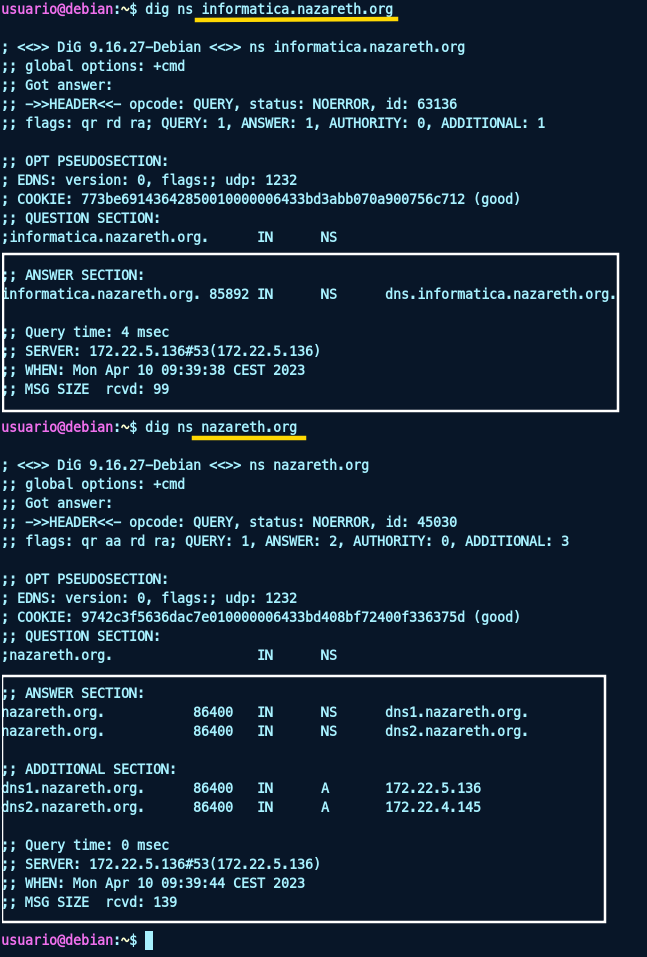 usuario@debian:~$ dig ns informatica.nazareth.org
; <<>> DiG 9.16.27-Debian <<>> ns informatica.nazareth.org
;; global options: +cmd
;; Got answer:
;; ->>HEADER<<- opcode: QUERY, status: NOERROR, id: 63136
;; flags: qr rd ra; QUERY: 1, ANSWER: 1, AUTHORITY: 0, ADDITIONAL: 1
;; OPT PSEUDOSECTION:
; EDNS: version: 0, flags:; udp: 1232
; COOKIE: 773be69143642850010000006433bd3abb070a900756c712 (good)
;; QUESTION SECTION:
;informatica.nazareth.org. IN NS
;; ANSWER SECTION:
informatica.nazareth.org. 85892 IN NS dns.informatica.nazareth.org.
;; Query time: 4 msec
;; SERVER: 172.22.5.136#53(172.22.5.136)
;; WHEN: Mon Apr 10 09:39:38 CEST 2023
;; MSG SIZE rcvd: 99
usuario@debian:~$ dig ns nazareth.org
; <<>> DiG 9.16.27-Debian <<>> ns nazareth.org
;; global options: +cmd
;; Got answer:
;; ->>HEADER<<- opcode: QUERY, status: NOERROR, id: 45030
;; flags: qr aa rd ra; QUERY: 1, ANSWER: 2, AUTHORITY: 0, ADDITIONAL: 3
;; OPT PSEUDOSECTION:
; EDNS: version: 0, flags:; udp: 1232
; COOKIE: 9742c3f5636dac7e010000006433bd408bf72400f336375d (good)
;; QUESTION SECTION:
;nazareth.org. IN NS
;; ANSWER SECTION:
nazareth.org. 86400 IN NS dns1.nazareth.org.
nazareth.org. 86400 IN NS dns2.nazareth.org.
;; ADDITIONAL SECTION:
dns1.nazareth.org. 86400 IN A 172.22.5.136
dns2.nazareth.org. 86400 IN A 172.22.4.145
;; Query time: 0 msec
;; SERVER: 172.22.5.136#53(172.22.5.136)
;; WHEN: Mon Apr 10 09:39:44 CEST 2023
;; MSG SIZE rcvd: 139
usuario@debian:~$